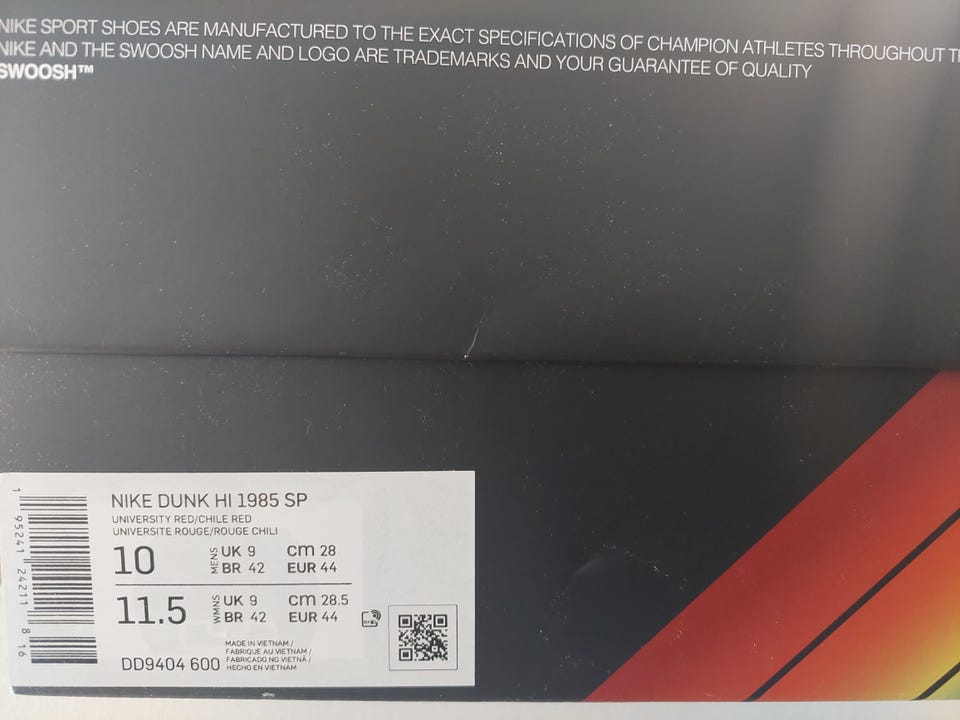 NIKE SPORT SHOES ARE MANUFACTURED TO THE EXACT SPECIFICATIONS OF CHAMPION ATHLETES THROUGHOUT
NIKE AND THE SWOOSH NAME AND LOGO ARE TRADEMARKS AND YOUR GUARANTEE OF QUALITY
SWOOSH™
NIKE DUNK HI 1985 SP
UNIVERSITY RED/CHILE RED
UNIVERSITE ROUGE/ROUGE CHILI
10 MENS UK 9 cm 28
BR 42 EUR 44
11.5 WMNS UK 9 cm 28.5
BR 42 EUR 44
MADE IN VIETNAM /
FABRIQUE AU VIETNAM /
FABRICADO NO VIETNÃ /
HECHO EN VIETNAM
DD9404 600
1 95241 24211 8 16